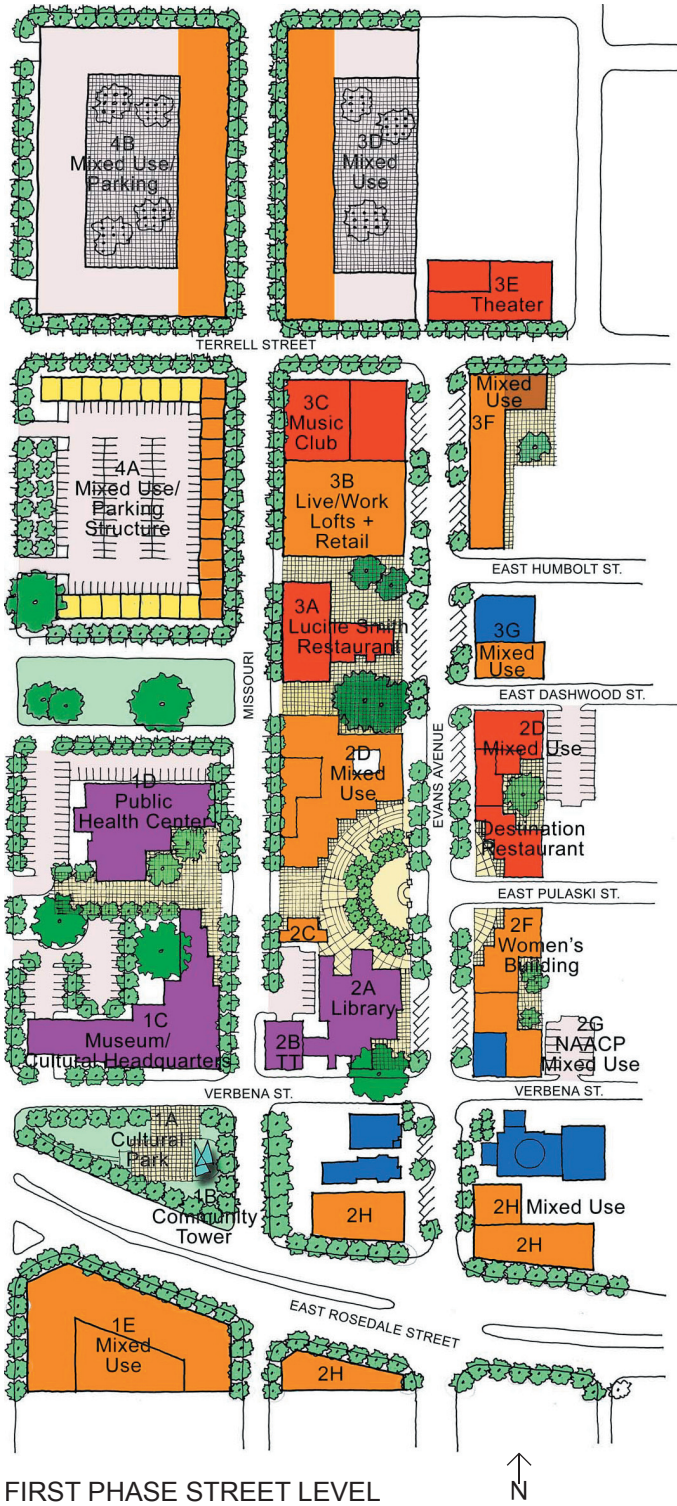 4B
Mixed Use/
Parking
3D
Mixed
Use
3E
Theater
TERRELL STREET
3C
Music
Club
Mixed
Use
3F
4A
Mixed Use/
Parking
Structure
3B
Live/Work
Lofts +
Retail
EAST HUMBOLT ST.
3A
Lucille Smith
Restaurant
3G
Mixed
Use
MISSOURI
EAST DASHWOOD ST.
1D
Public
Health Center
2D
Mixed
Use
EVANS AVENUE
2D
Mixed Use
Destination
Restaurant
EAST PULASKI ST.
2C
2F
Women's
Building
1C
Museum/
Cultural Headquarters
2A
Library
2B
TT
2G
NAACP
Mixed Use
VERBENA ST.
VERBENA ST.
1A
Cultural
Park
1B
Community
Tower
2H
2H Mixed Use
2H
EAST ROSEDALE STREET
1E
Mixed
Use
2H
FIRST PHASE STREET LEVEL
N